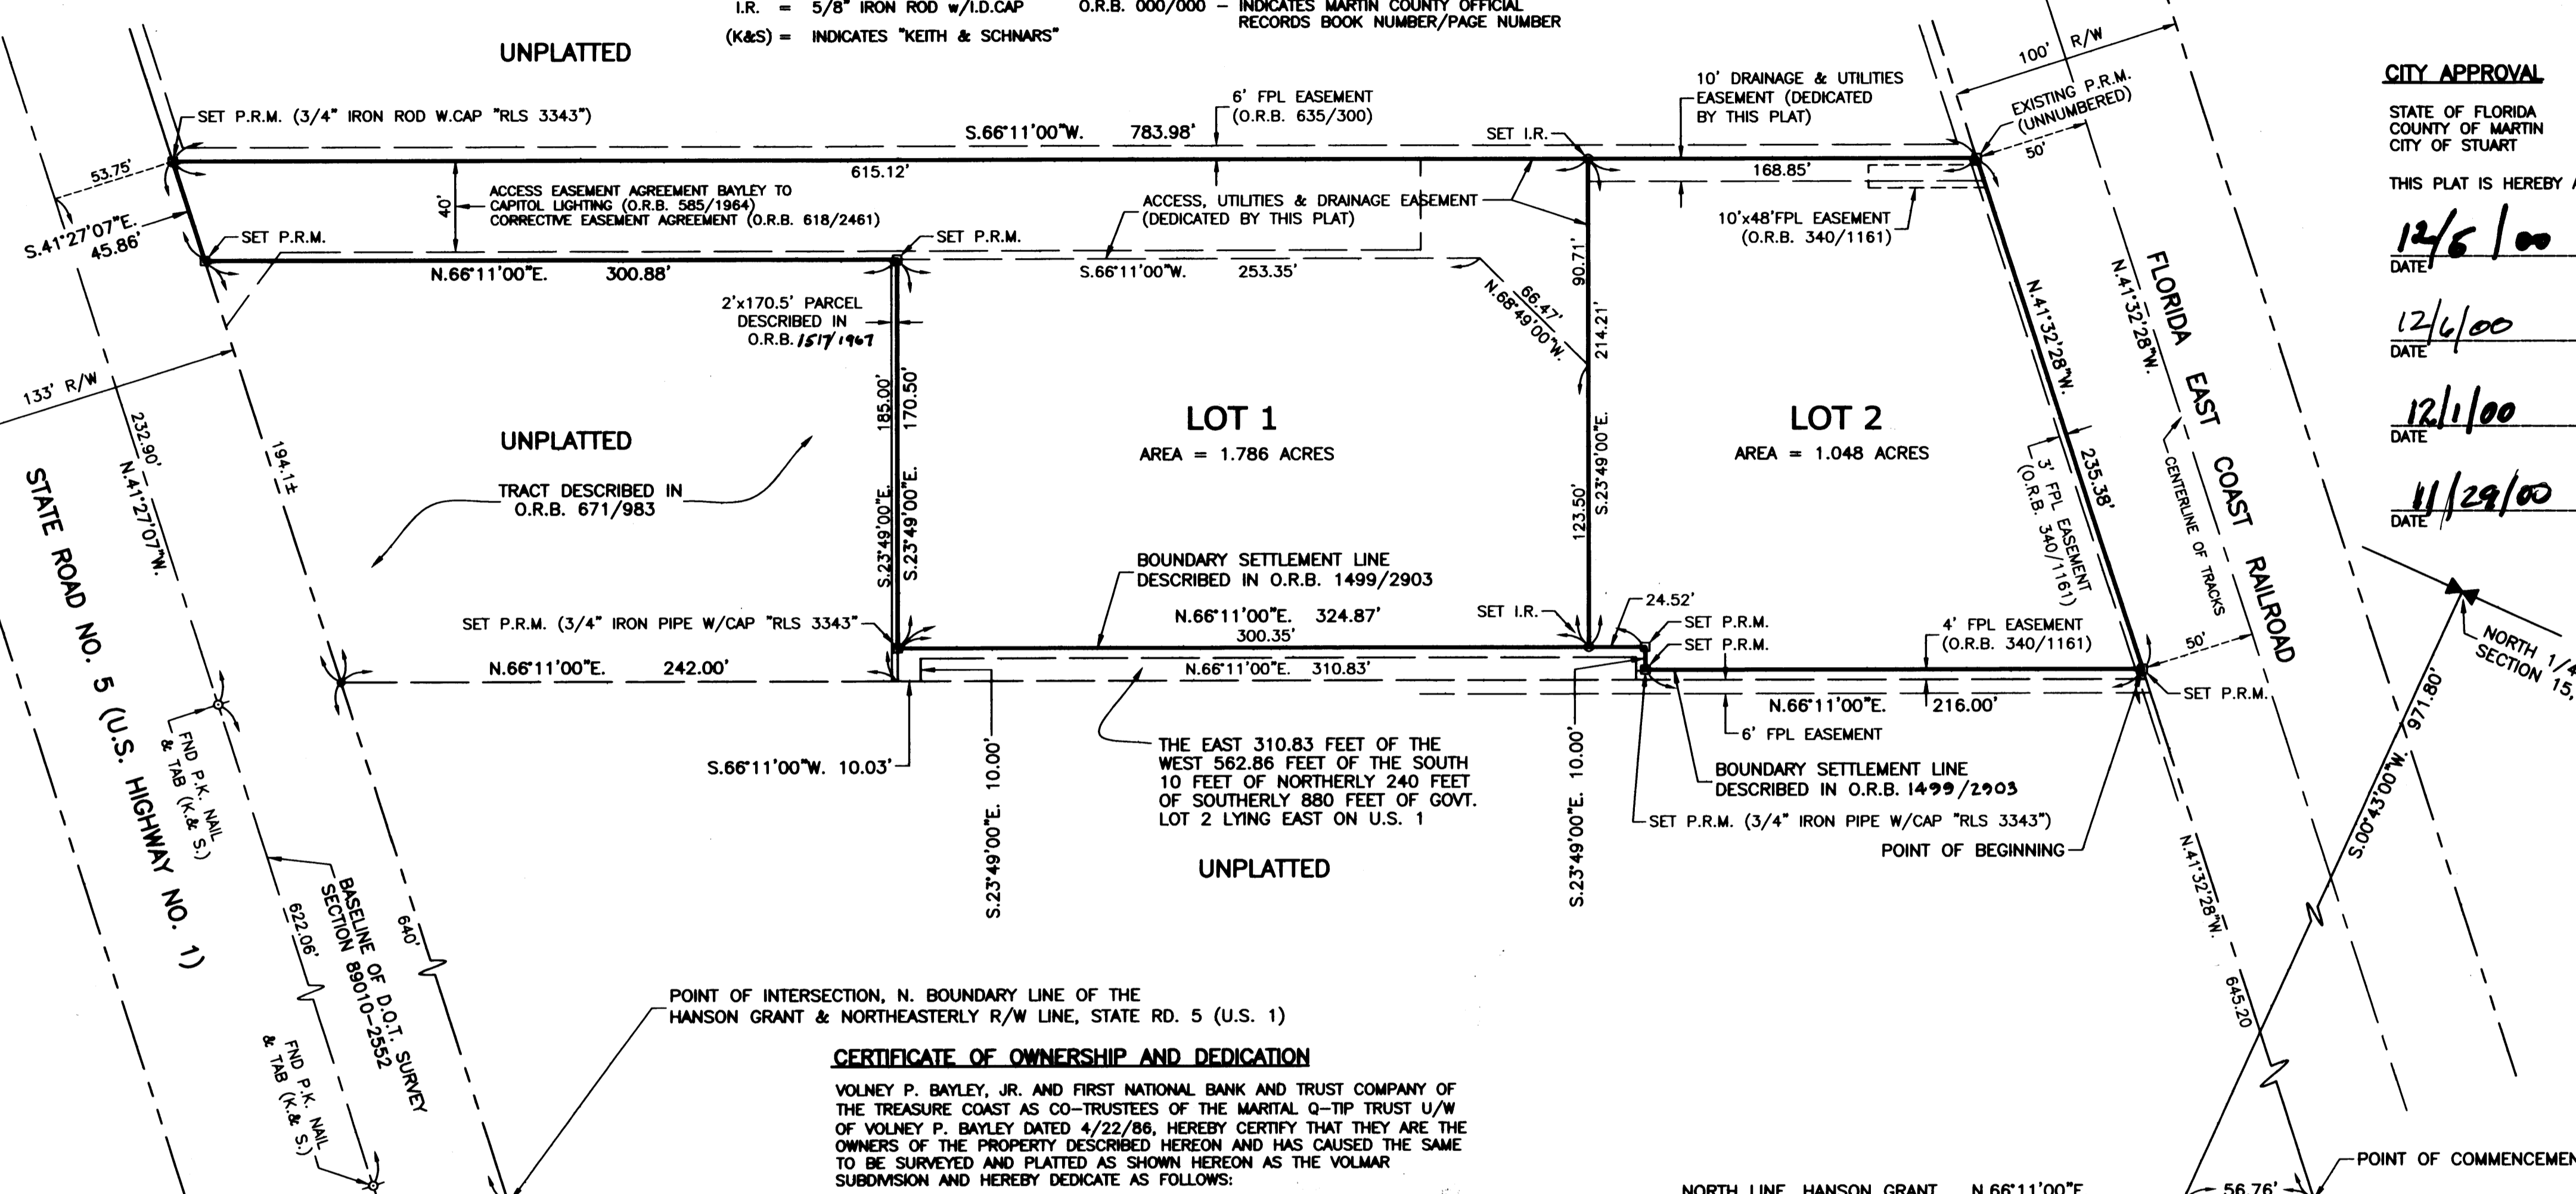 I.R. = 5/8" IRON ROD w/I.D.CAP
O.R.B. 000/000 – INDICATES MARTIN COUNTY OFFICIAL
RECORDS BOOK NUMBER/PAGE NUMBER
(K&S) = INDICATES "KEITH & SCHNARS"
UNPLATTED
SET P.R.M. (3/4" IRON ROD W.CAP "RLS 3343")
S.66°11'00"W. 783.98'
6' FPL EASEMENT
(O.R.B. 635/300)
SET I.R.
10' DRAINAGE & UTILITIES
EASEMENT (DEDICATED
BY THIS PLAT)
100' R/W
EXISTING P.R.M.
(UNNUMBERED)
50'
CITY APPROVAL
STATE OF FLORIDA
COUNTY OF MARTIN
CITY OF STUART
THIS PLAT IS HEREBY
12/6/00
DATE
12/6/00
DATE
12/1/00
DATE
11/29/00
DATE
53.75'
S.41°27'07"E.
45.86'
615.12'
168.85'
40'
ACCESS EASEMENT AGREEMENT BAYLEY TO
CAPITOL LIGHTING (O.R.B. 585/1964)
CORRECTIVE EASEMENT AGREEMENT (O.R.B. 618/2461)
ACCESS, UTILITIES & DRAINAGE EASEMENT
(DEDICATED BY THIS PLAT)
10'x48'FPL EASEMENT
(O.R.B. 340/1161)
SET P.R.M.
SET P.R.M.
N.66°11'00"E. 300.88'
S.66°11'00"W. 253.35'
66.47'
N.68°49'00"W.
90.71'
214.21'
S.23°49'00"E.
123.50'
2'x170.5' PARCEL
DESCRIBED IN
O.R.B. 1517/1967
133' R/W
232.90'
N.41°27'07"W.
194.1±
STATE ROAD NO. 5 (U.S. HIGHWAY NO. 1)
UNPLATTED
TRACT DESCRIBED IN
O.R.B. 671/983
185.00'
S.23°49'00"E.
170.50'
S.23°49'00"E.
LOT 1
AREA = 1.786 ACRES
LOT 2
AREA = 1.048 ACRES
N.41°32'28"W.
235.38'
3' FPL EASEMENT
(O.R.B. 340/1161)
N.41°32'28"W.
CENTERLINE OF TRACKS
FLORIDA EAST COAST RAILROAD
BOUNDARY SETTLEMENT LINE
DESCRIBED IN O.R.B. 1499/2903
SET P.R.M. (3/4" IRON PIPE W/CAP "RLS 3343"
N.66°11'00"E. 324.87'
300.35'
SET I.R.
24.52'
SET P.R.M.
SET P.R.M.
4' FPL EASEMENT
(O.R.B. 340/1161)
50'
NORTH 1/4
SECTION 15,
N.66°11'00"E. 242.00'
N.66°11'00"E. 310.83'
SET P.R.M.
N.66°11'00"E. 216.00'
6' FPL EASEMENT
S.66°11'00"W. 10.03'
S.23°49'00"E. 10.00'
THE EAST 310.83 FEET OF THE
WEST 562.86 FEET OF THE SOUTH
10 FEET OF NORTHERLY 240 FEET
OF SOUTHERLY 880 FEET OF GOVT.
LOT 2 LYING EAST ON U.S. 1
S.23°49'00"E. 10.00'
BOUNDARY SETTLEMENT LINE
DESCRIBED IN O.R.B. 1499/2903
SET P.R.M. (3/4" IRON PIPE W/CAP "RLS 3343")
POINT OF BEGINNING
UNPLATTED
S.00°43'00"W. 971.80'
N.41°32'28"W.
645.20
FND P.K. NAIL
& TAB (K.& S.)
BASELINE OF D.O.T. SURVEY
SECTION 89010-2552
622.06'
640'
FND P.K. NAIL
& TAB (K.& S.)
POINT OF INTERSECTION, N. BOUNDARY LINE OF THE
HANSON GRANT & NORTHEASTERLY R/W LINE, STATE RD. 5 (U.S. 1)
CERTIFICATE OF OWNERSHIP AND DEDICATION
VOLNEY P. BAYLEY, JR. AND FIRST NATIONAL BANK AND TRUST COMPANY OF
THE TREASURE COAST AS CO-TRUSTEES OF THE MARITAL Q-TIP TRUST U/W
OF VOLNEY P. BAYLEY DATED 4/22/86, HEREBY CERTIFY THAT THEY ARE THE
OWNERS OF THE PROPERTY DESCRIBED HEREON AND HAS CAUSED THE SAME
TO BE SURVEYED AND PLATTED AS SHOWN HEREON AS THE VOLMAR
SUBDIVISION AND HEREBY DEDICATE AS FOLLOWS:
POINT OF COMMENCEMEN
NORTH LINE, HANSON GRANT N.66°11'00"E.
56.76'